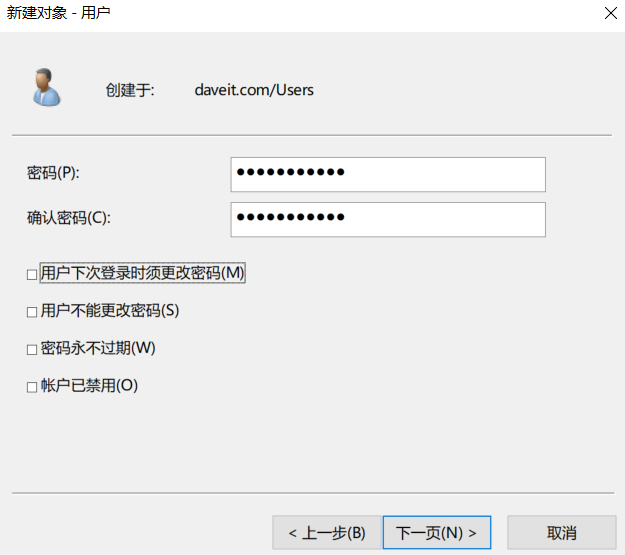 新建对象 - 用户
创建于: daveit.com/Users
密码(P): ●●●●●●●●●●●
确认密码(C): ●●●●●●●●●●●
用户下次登录时须更改密码(M)
用户不能更改密码(S)
密码永不过期(W)
帐户已禁用(O)
< 上一步(B) 下一页(N) > 取消